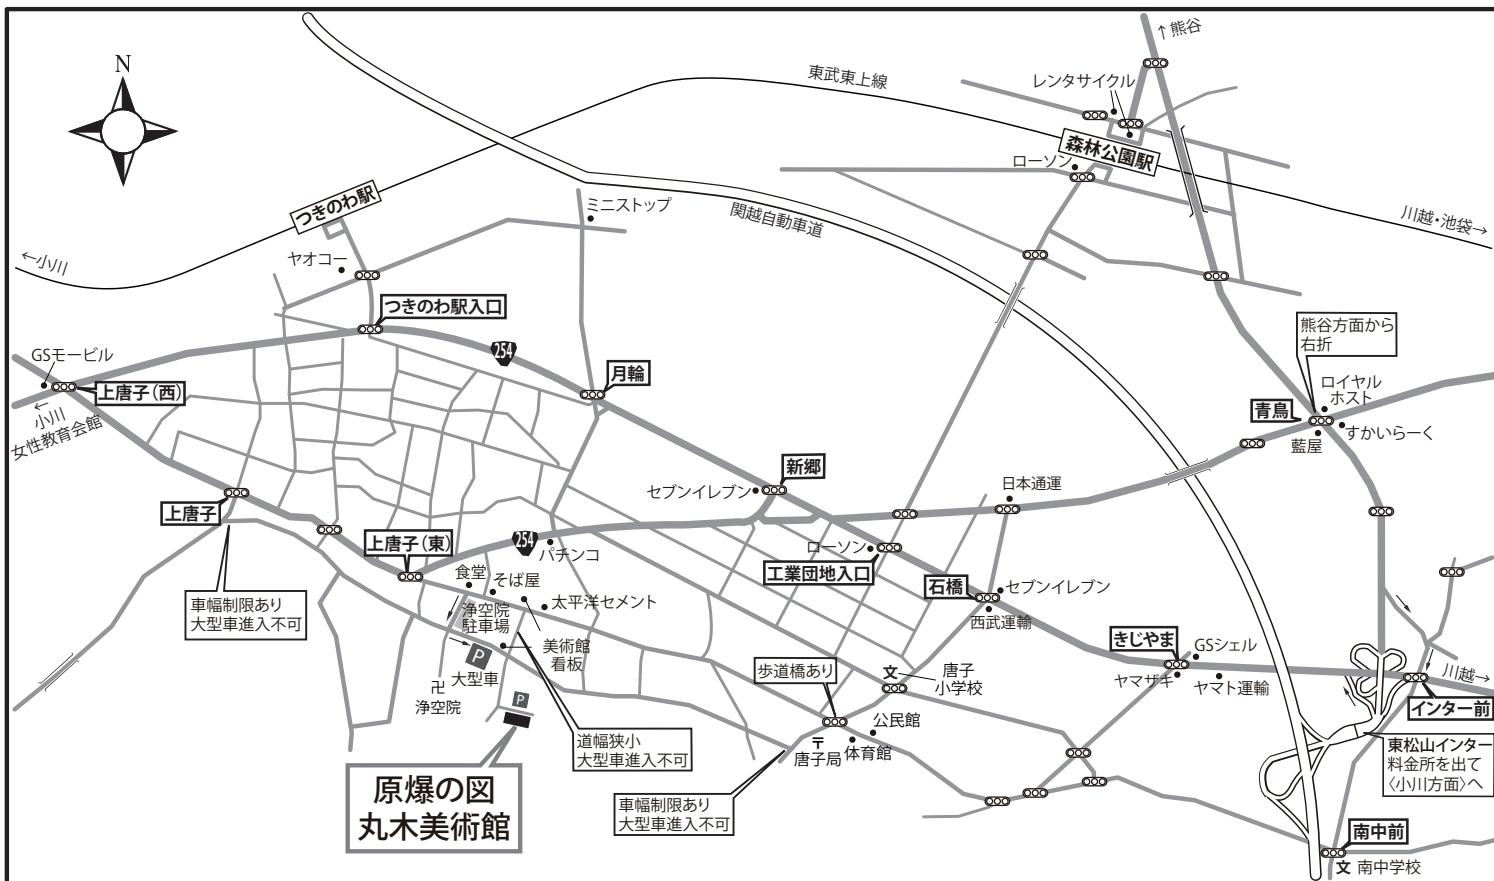 ↑熊谷
N
東武東上線
レンタサイクル
森林公園駅
ローソン
つきのわ駅
ミニストップ
関越自動車道
川越・池袋→
←小川
ヤオコー
つきのわ駅入口
254
熊谷方面から
右折
GSモービル
上唐子(西)
月輪
ロイヤル
ホスト
←
小川
女性教育会館
青鳥
すかいらーく
藍屋
新郷
セブンイレブン
日本通運
上唐子
上唐子(東)
254
パチンコ
ローソン
工業団地入口
食堂
そば屋
石橋
セブンイレブン
車幅制限あり
大型車進入不可
浄空院
駐車場
太平洋セメント
西武運輸
美術館
看板
きじやま
GSシェル
P
大型車
歩道橋あり
文
唐子
小学校
ヤマザキ
ヤマト運輸
川越→
卍
浄空院
P
インター前
公民館
道幅狭小
大型車進入不可
〒
唐子局
体育館
東松山インター
料金所を出て
〈小川方面〉へ
原爆の図
丸木美術館
車幅制限あり
大型車進入不可
南中前
文 南中学校